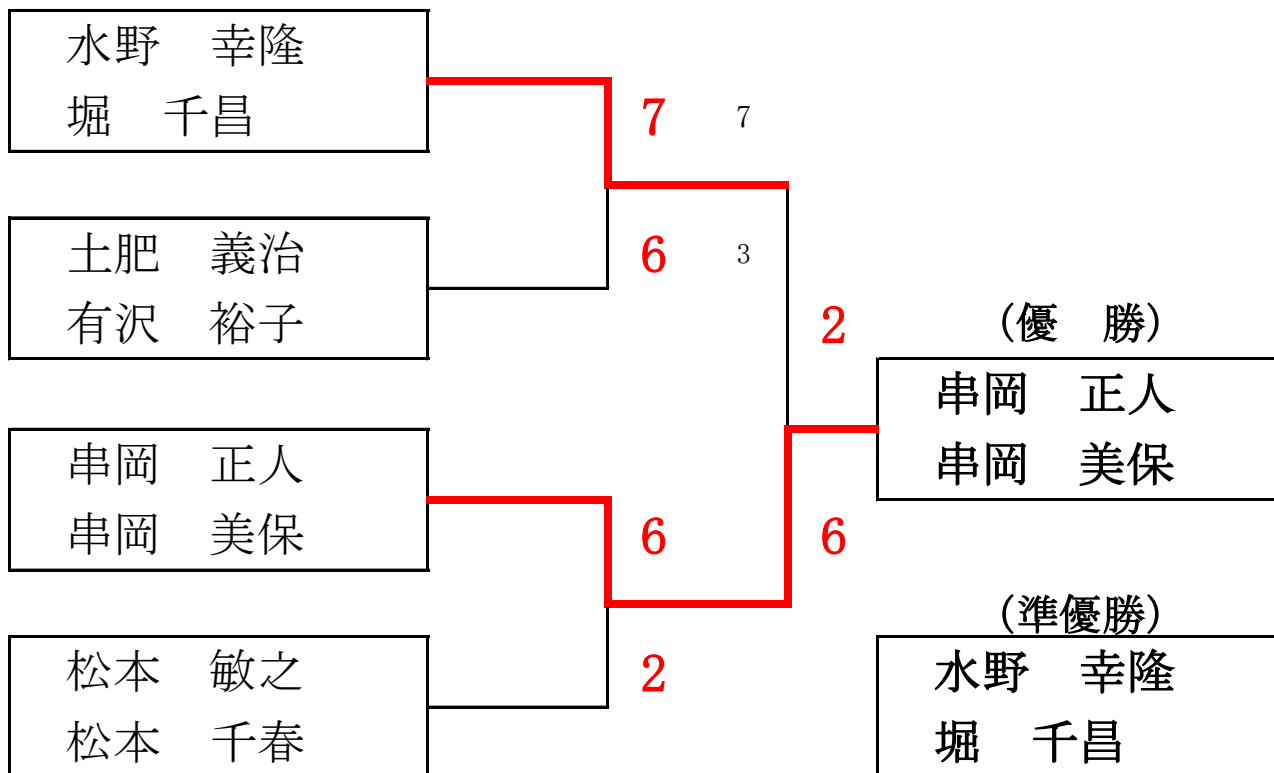 水野　幸隆
堀　千昌
7 7
土肥　義治
有沢　裕子
6 3
2
(優　勝)
串岡　正人
串岡　美保
串岡　正人
串岡　美保
6
6
(準優勝)
松本　敏之
松本　千春
2
水野　幸隆
堀　千昌